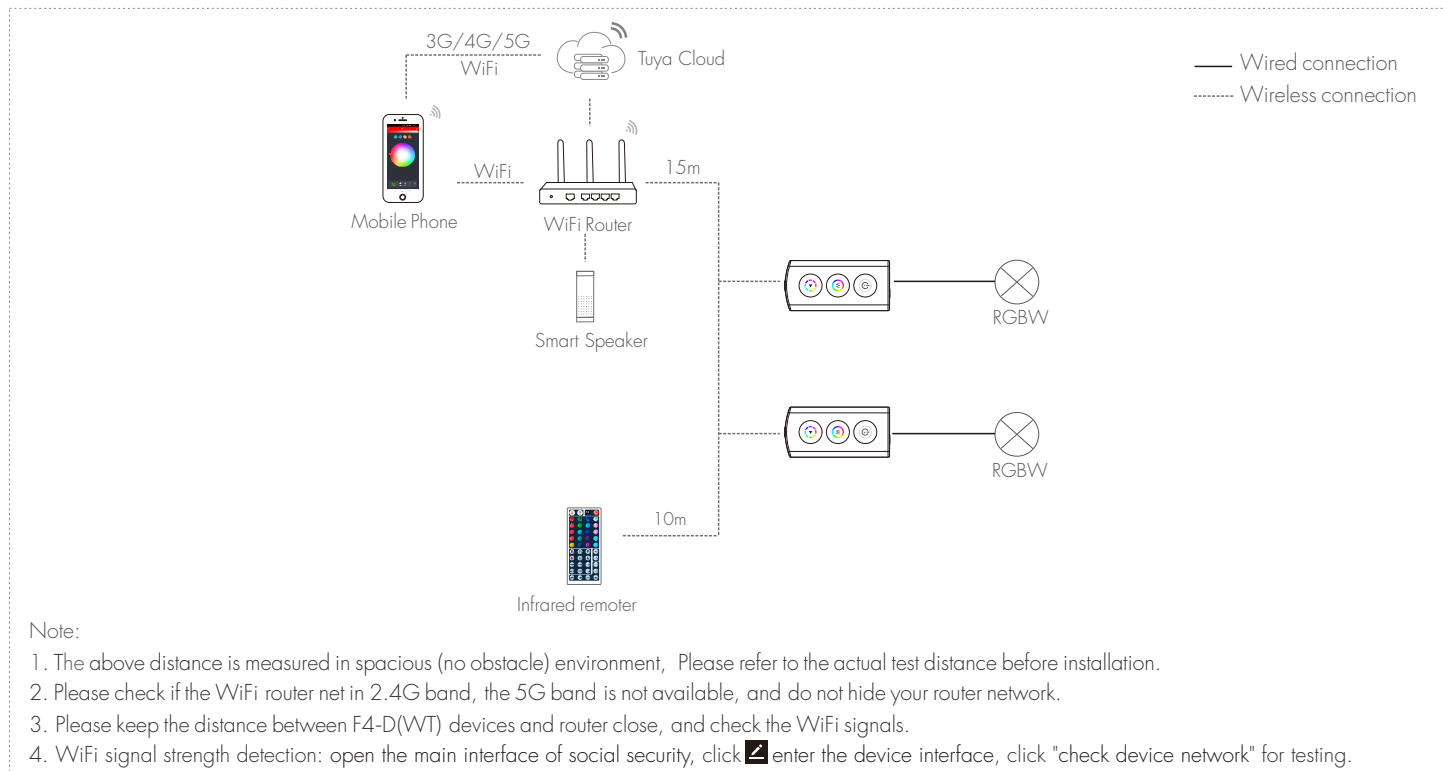 3G/4G/5G
WiFi
Tuya Cloud
Wired connection
Wireless connection
WiFi
15m
Mobile Phone
WiFi Router
Smart Speaker
RGBW
RGBW
10m
Infrared remoter
Note:
1. The above distance is measured in spacious (no obstacle) environment, Please refer to the actual test distance before installation.
2. Please check if the WiFi router net in 2.4G band, the 5G band is not available, and do not hide your router network.
3. Please keep the distance between F4-D(WT) devices and router close, and check the WiFi signals.
4. WiFi signal strength detection: open the main interface of social security, click enter the device interface, click "check device network" for testing.